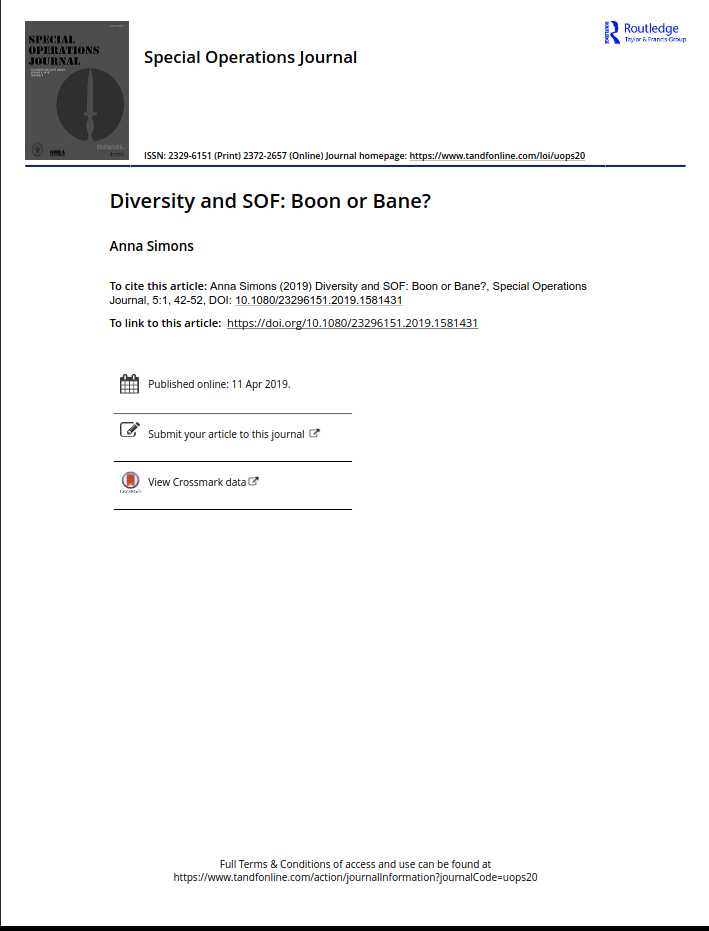 SPECIAL
OPERATIONS
JOURNAL
Routledge
Taylor & Francis Group
Special Operations Journal
ISSN: 2329-6151 (Print) 2372-2657 (Online) Journal homepage: https://www.tandfonline.com/loi/uops20
Diversity and SOF: Boon or Bane?
Anna Simons
To cite this article: Anna Simons (2019) Diversity and SOF: Boon or Bane?, Special Operations
Journal, 5:1, 42-52, DOI: 10.1080/23296151.2019.1581431
To link to this article: https://doi.org/10.1080/23296151.2019.1581431
Published online: 11 Apr 2019.
Submit your article to this journal
View Crossmark data
Full Terms & Conditions of access and use can be found at
https://www.tandfonline.com/action/journalInformation?journalCode=uops20